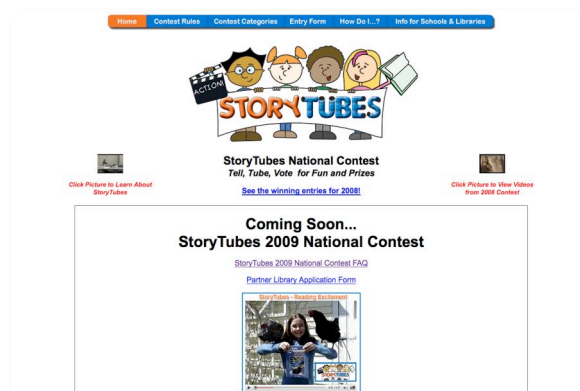 Home Contest Rules Contest Categories Entry Form How Do I...? Info for Schools & Libraries
ACTION!
STORYTUBES
StoryTubes National Contest
Tell, Tube, Vote for Fun and Prizes
See the winning entries for 2008!
Click Picture to Learn About
StoryTubes
Click Picture to View Videos
from 2008 Contest
Coming Soon...
StoryTubes 2009 National Contest
StoryTubes 2009 National Contest FAQ
Partner Library Application Form
StoryTubes - Reading Excitement
STORYTUBES